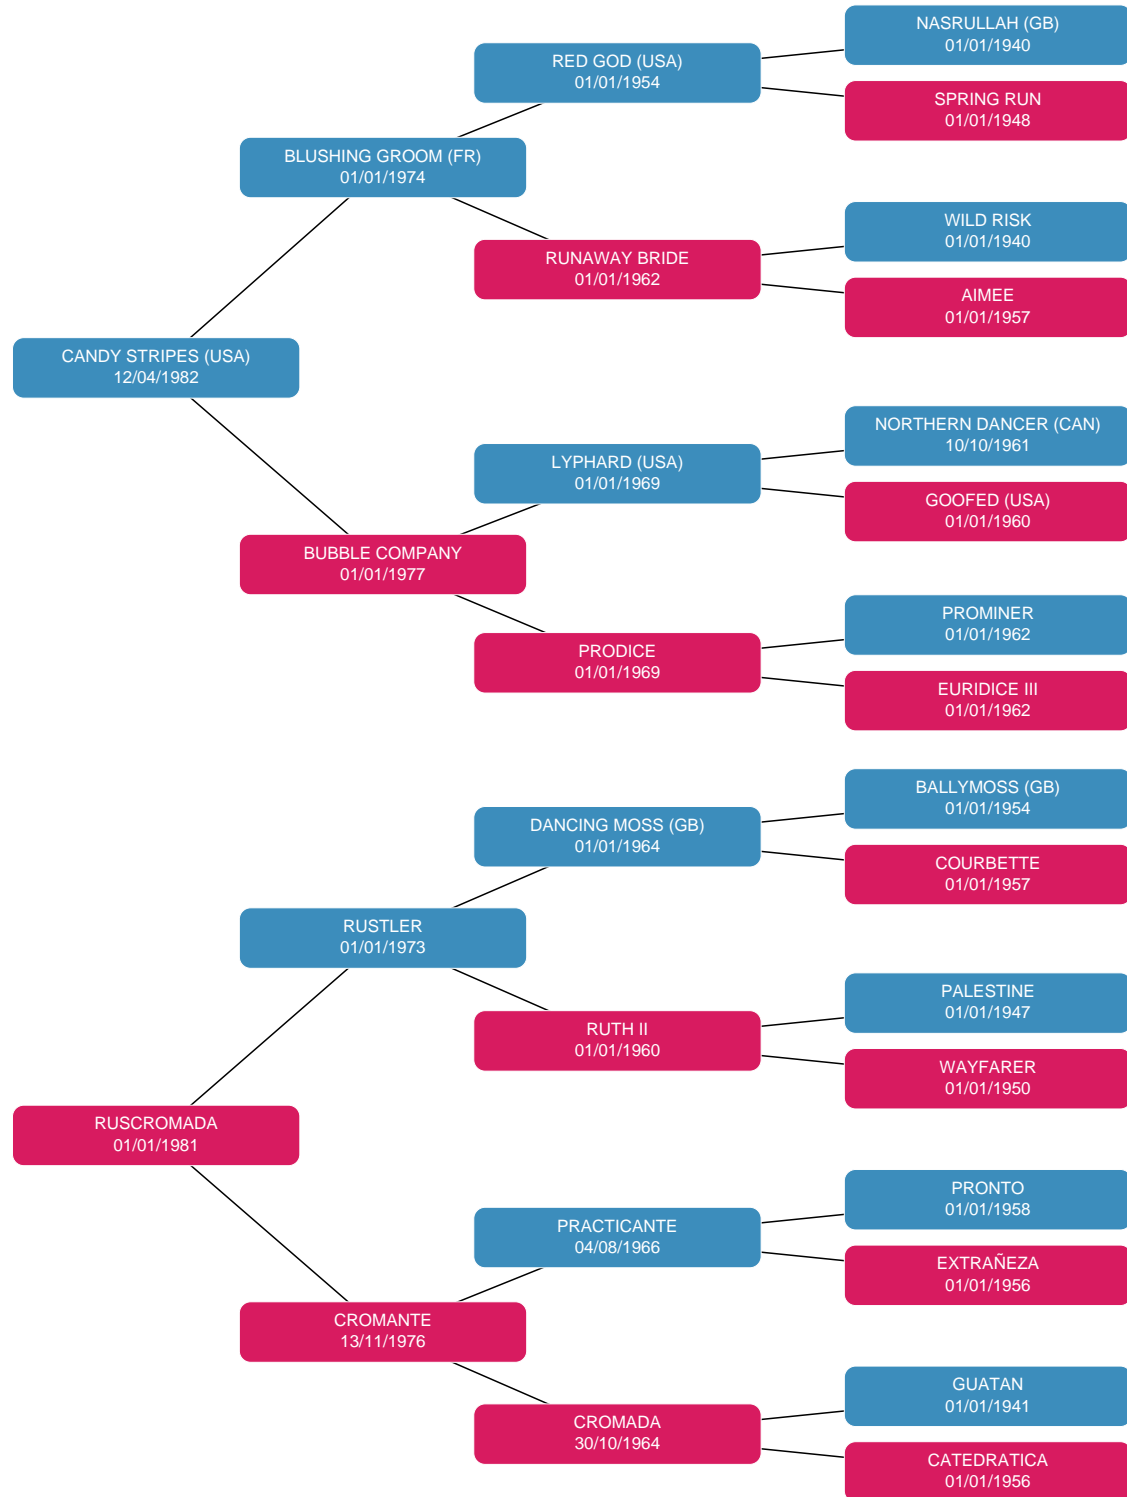 NASRULLAH (GB)
01/01/1940
RED GOD (USA)
01/01/1954
SPRING RUN
01/01/1948
BLUSHING GROOM (FR)
01/01/1974
WILD RISK
01/01/1940
RUNAWAY BRIDE
01/01/1962
AIMEE
01/01/1957
CANDY STRIPES (USA)
12/04/1982
NORTHERN DANCER (CAN)
10/10/1961
LYPHARD (USA)
01/01/1969
GOOFED (USA)
01/01/1960
BUBBLE COMPANY
01/01/1977
PROMINER
01/01/1962
PRODICE
01/01/1969
EURIDICE III
01/01/1962
BALLYMOSS (GB)
01/01/1954
DANCING MOSS (GB)
01/01/1964
COURBETTE
01/01/1957
RUSTLER
01/01/1973
PALESTINE
01/01/1947
RUTH II
01/01/1960
WAYFARER
01/01/1950
RUSCROMADA
01/01/1981
PRONTO
01/01/1958
PRACTICANTE
04/08/1966
EXTRAÑEZA
01/01/1956
CROMANTE
13/11/1976
GUATAN
01/01/1941
CROMADA
30/10/1964
CATEDRATICA
01/01/1956